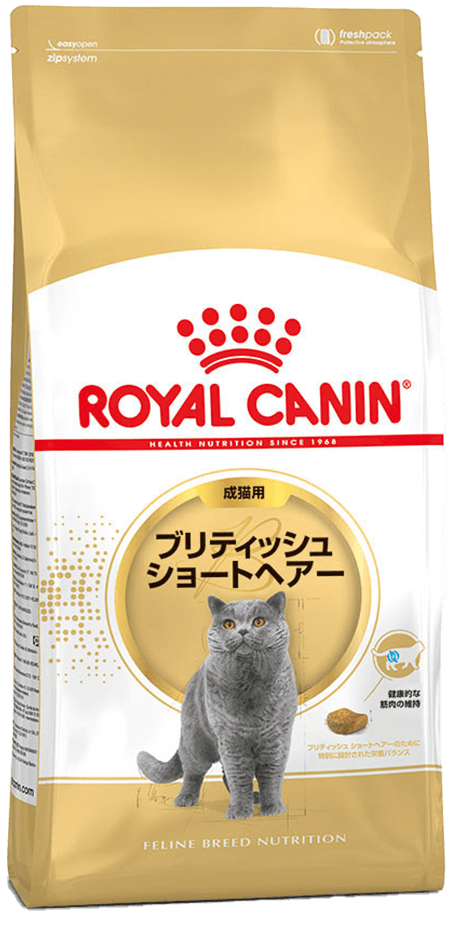 easyopen
zipsystem
freshpack
Protective atmosphere
ROYAL CANIN®
HEALTH NUTRITION SINCE 1968
成猫用
ブリティッシュ
ショートヘアー
健康的な
筋肉の維持
ブリティッシュ ショートヘアーのために
特別に設計された栄養バランス
FELINE BREED NUTRITION